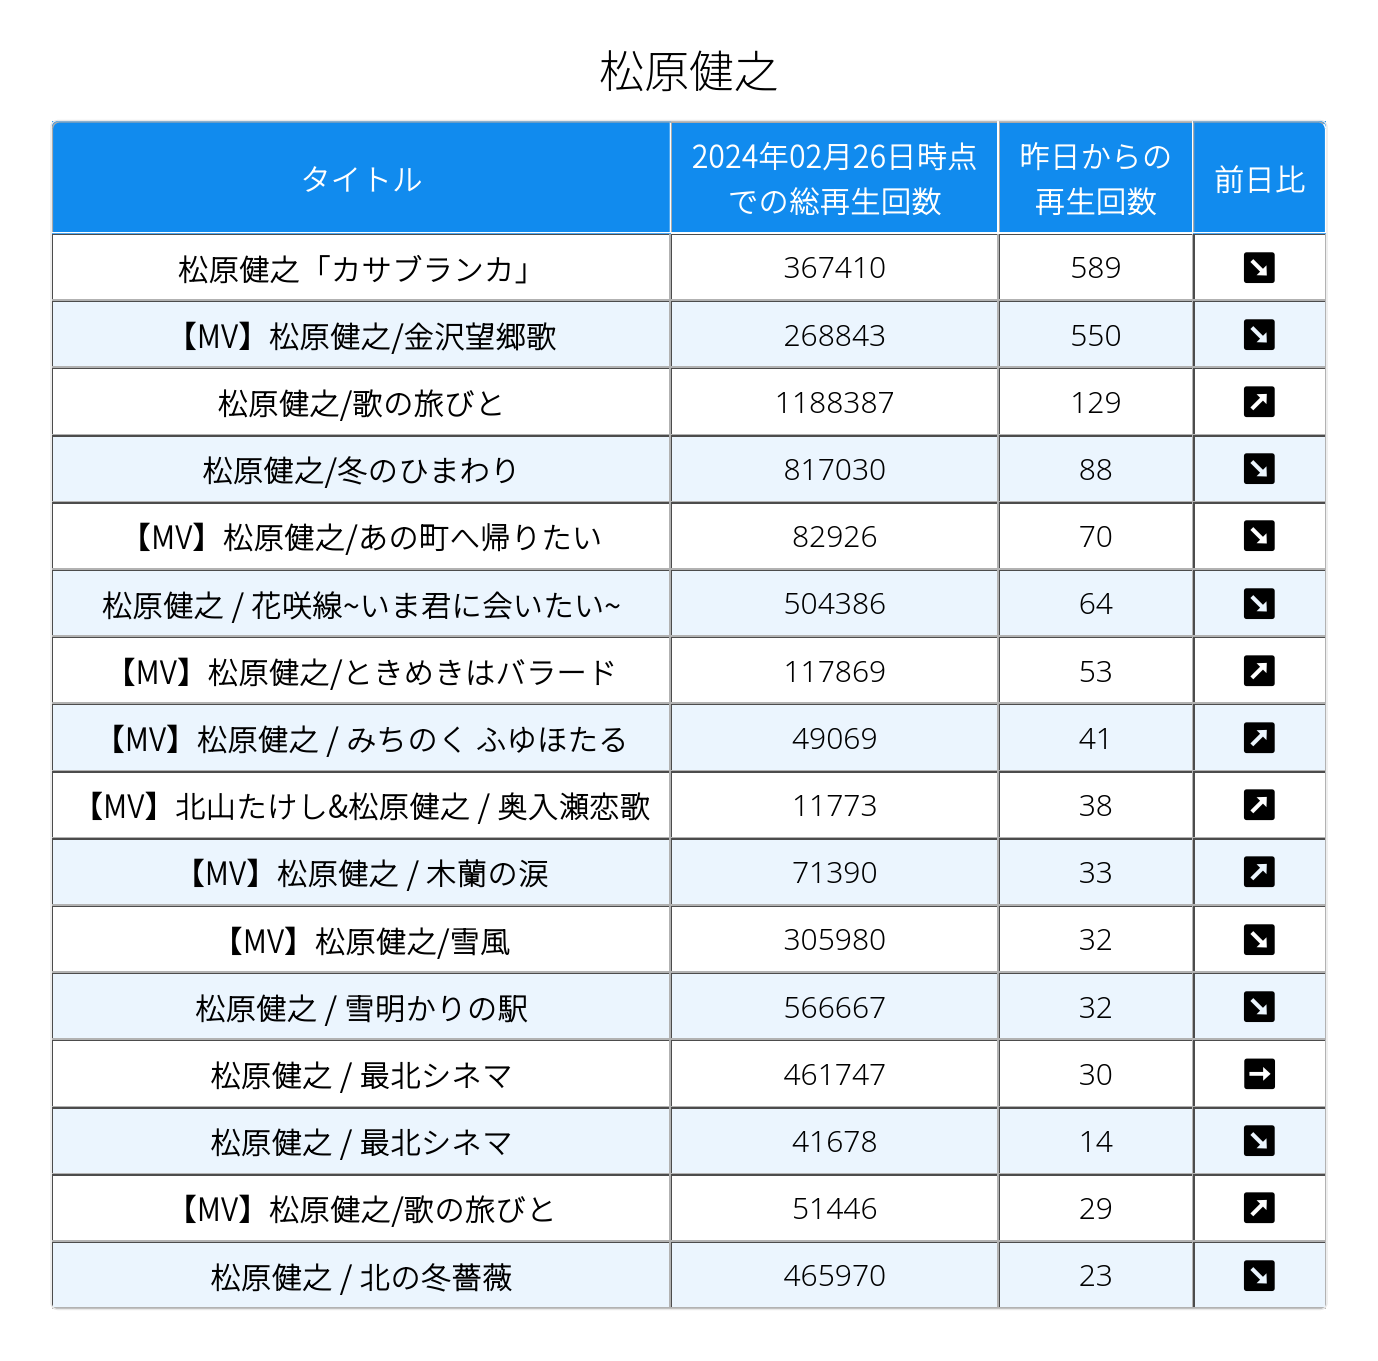 松原健之
タイトル
2024年02月26日時点
での総再生回数
昨日からの
再生回数
前日比
松原健之「カサブランカ」 367410 589 ↘
【MV】松原健之/金沢望郷歌 268843 550 ↘
松原健之/歌の旅びと 1188387 129 ↗
松原健之/冬のひまわり 817030 88 ↘
【MV】松原健之/あの町へ帰りたい 82926 70 ↘
松原健之 / 花咲線~いま君に会いたい~ 504386 64 ↘
【MV】松原健之/ときめきはバラード 117869 53 ↗
【MV】松原健之 / みちのく ふゆほたる 49069 41 ↗
【MV】北山たけし&松原健之 / 奥入瀬恋歌 11773 38 ↗
【MV】松原健之 / 木蘭の涙 71390 33 ↗
【MV】松原健之/雪風 305980 32 ↘
松原健之 / 雪明かりの駅 566667 32 ↘
松原健之 / 最北シネマ 461747 30 →
松原健之 / 最北シネマ 41678 14 ↘
【MV】松原健之/歌の旅びと 51446 29 ↗
松原健之 / 北の冬薔薇 465970 23 ↘